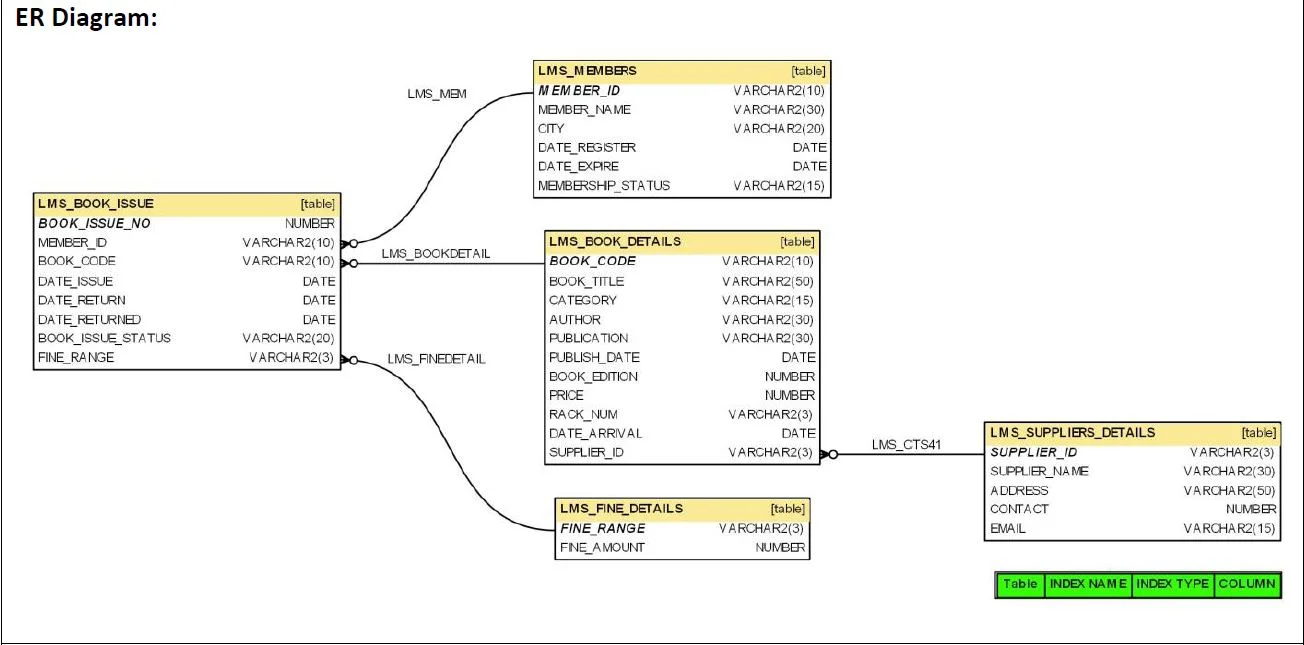 ER Diagram:
LMS_MEMBERS [table]
MEMBER_ID VARCHAR2(10)
MEMBER_NAME VARCHAR2(30)
CITY VARCHAR2(20)
DATE_REGISTER DATE
DATE_EXPIRE DATE
MEMBERSHIP_STATUS VARCHAR2(15)
LMS_MEM
LMS_BOOK_ISSUE [table]
BOOK_ISSUE_NO NUMBER
MEMBER_ID VARCHAR2(10)
BOOK_CODE VARCHAR2(10)
DATE_ISSUE DATE
DATE_RETURN DATE
DATE_RETURNED DATE
BOOK_ISSUE_STATUS VARCHAR2(20)
FINE_RANGE VARCHAR2(3)
LMS_BOOKDETAIL
LMS_BOOK_DETAILS [table]
BOOK_CODE VARCHAR2(10)
BOOK_TITLE VARCHAR2(50)
CATEGORY VARCHAR2(15)
AUTHOR VARCHAR2(30)
PUBLICATION VARCHAR2(30)
PUBLISH_DATE DATE
BOOK_EDITION NUMBER
PRICE NUMBER
RACK_NUM VARCHAR2(3)
DATE_ARRIVAL DATE
SUPPLIER_ID VARCHAR2(3)
LMS_FINEDETAIL
LMS_CTS41
LMS_SUPPLIERS_DETAILS [table]
SUPPLIER_ID VARCHAR2(3)
SUPPLIER_NAME VARCHAR2(30)
ADDRESS VARCHAR2(50)
CONTACT NUMBER
EMAIL VARCHAR2(15)
LMS_FINE_DETAILS [table]
FINE_RANGE VARCHAR2(3)
FINE_AMOUNT NUMBER
Table INDEX NAME INDEX TYPE COLUMN